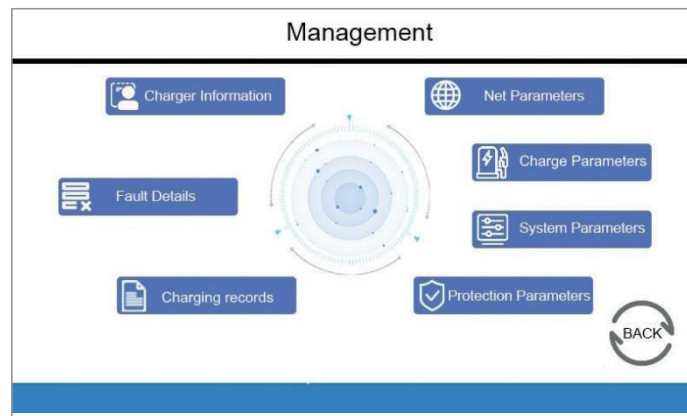 Management
Charger Information
Net Parameters
Charge Parameters
Fault Details
System Parameters
Charging records
Protection Parameters
BACK